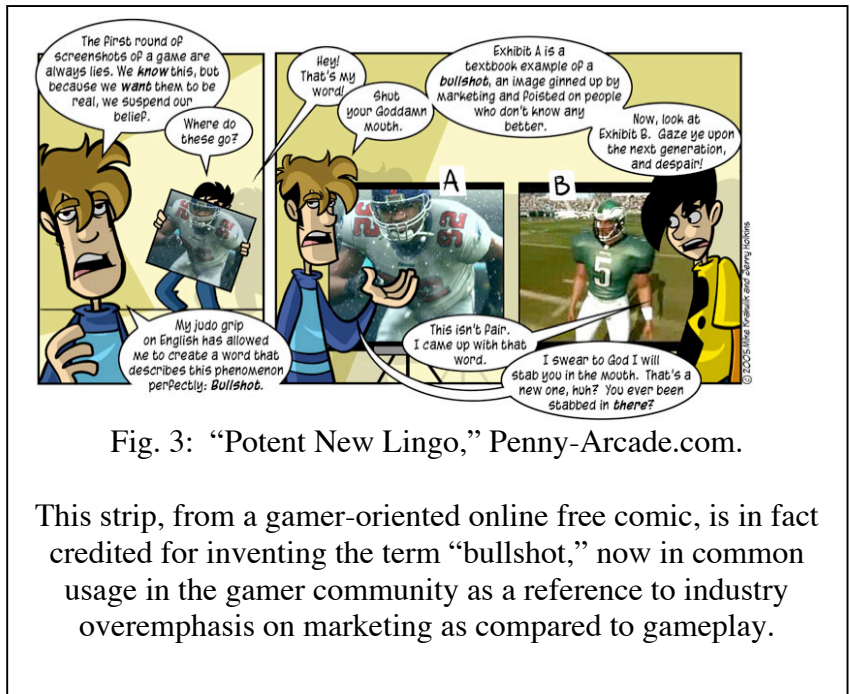 The first round of
screenshots of a game are
always lies. We know this, but
because we want them to be
real, we suspend our
belief.
Where do
these go?
My judo grip
on English has allowed
me to create a word that
describes this phenomenon
perfectly: Bullshot.
Hey!
That's my
word!
Shut
your Goddamn
mouth.
Exhibit A is a
textbook example of a
bullshot, an image ginned up by
marketing and foisted on people
who don't know any
better.
Now, look at
Exhibit B. Gaze ye upon
the next generation,
and despair!
A
B
92
92
5
This isn't fair.
I came up with that
word.
I swear to God I will
stab you in the mouth. That's a
new one, huh? You ever been
stabbed in there?
© 2005 Mike Krahulik and Jerry Holkins
Fig. 3: “Potent New Lingo,” Penny-Arcade.com.
This strip, from a gamer-oriented online free comic, is in fact
credited for inventing the term “bullshot,” now in common
usage in the gamer community as a reference to industry
overemphasis on marketing as compared to gameplay.